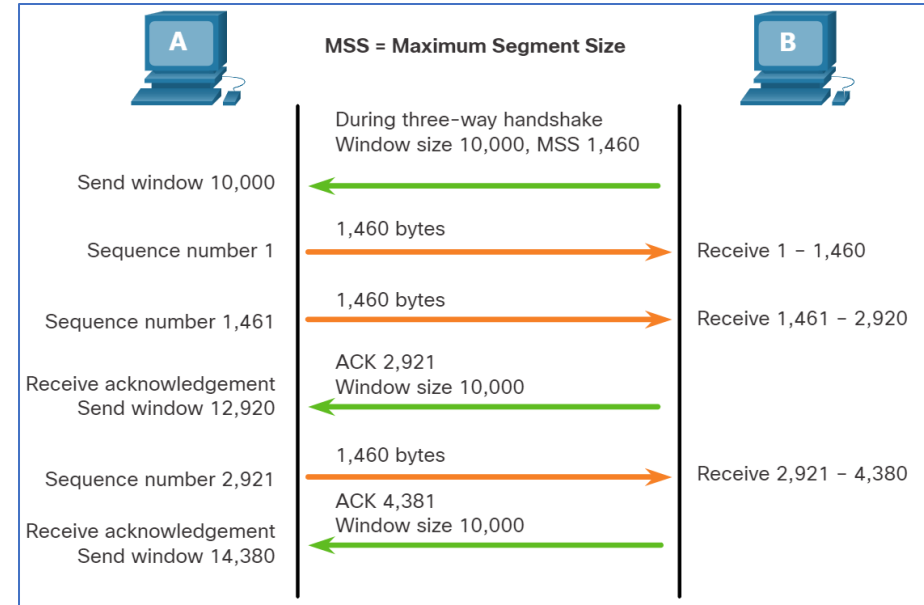 A
MSS = Maximum Segment Size
B
During three-way handshake
Window size 10,000, MSS 1,460
Send window 10,000
1,460 bytes
Sequence number 1
Receive 1 – 1,460
1,460 bytes
Sequence number 1,461
Receive 1,461 – 2,920
ACK 2,921
Window size 10,000
Receive acknowledgement
Send window 12,920
1,460 bytes
Sequence number 2,921
Receive 2,921 – 4,380
ACK 4,381
Window size 10,000
Receive acknowledgement
Send window 14,380